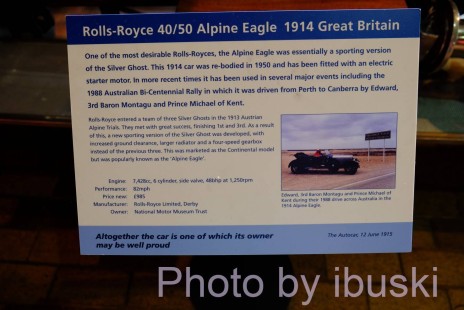 Rolls-Royce 40/50 Alpine Eagle 1914 Great Britain
One of the most desirable Rolls-Royces, the Alpine Eagle was essentially a sporting version
of the Silver Ghost. This 1914 car was re-bodied in 1950 and has been fitted with an electric
starter motor. In more recent times it has been used in several major events including the
1988 Australian Bi-Centennial Rally in which it was driven from Perth to Canberra by Edward,
3rd Baron Montagu and Prince Michael of Kent.
Rolls-Royce entered a team of three Silver Ghosts in the 1913 Austrian
Alpine Trials. They met with great success, finishing 1st and 3rd. As a result
of this, a new sporting version of the Silver Ghost was developed, with
increased ground clearance, larger radiator and a four-speed gearbox
instead of the previous three. This was marketed as the Continental model
but was popularly known as the 'Alpine Eagle'.
Engine: 7,428cc, 6 cylinder, side valve, 48bhp at 1,250rpm
Performance: 82mph
Price new: £985
Manufacturer: Rolls-Royce Limited, Derby
Owner: National Motor Museum Trust
Edward, 3rd Baron Montagu and Prince Michael of
Kent during their 1988 drive across Australia in the
1914 Alpine Eagle.
Altogether the car is one of which its owner
may be well proud
The Autocar, 12 June 1915
Photo by ibuski